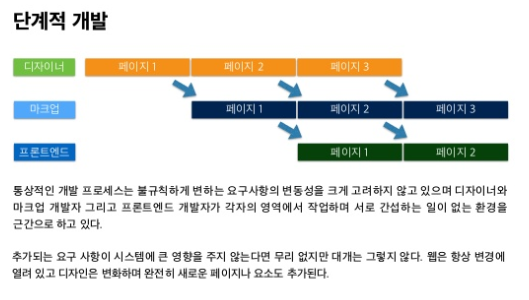 단계적 개발
디자이너 페이지 1 페이지 2 페이지 3
마크업 페이지 1 페이지 2 페이지 3
프론트엔드 페이지 1 페이지 2
통상적인 개발 프로세스는 불규칙하게 변하는 요구사항의 변동성을 크게 고려하지 않고 있으며 디자이너와
마크업 개발자 그리고 프론트엔드 개발자가 각자의 영역에서 작업하며 서로 간섭하는 일이 없는 환경을
근간으로 하고 있다.
추가되는 요구 사항이 시스템에 큰 영향을 주지 않는다면 무리 없지만 대개는 그렇지 않다. 웹은 항상 변경에
열려 있고 디자인은 변화하며 완전히 새로운 페이지나 요소도 추가된다.